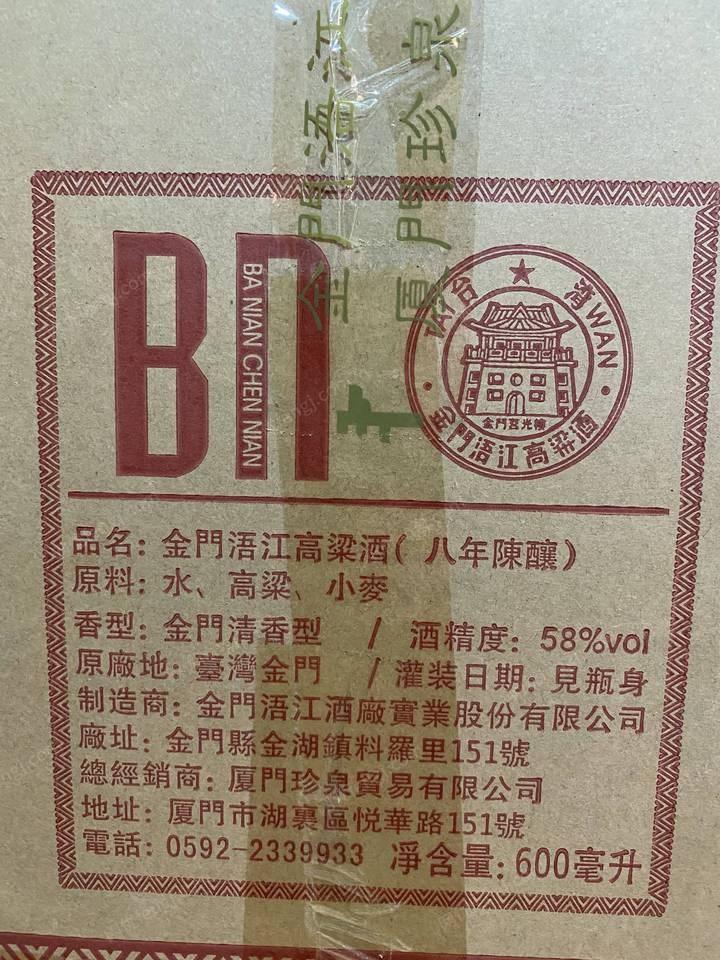 金門浯江
厦門珍泉
BN
BA NIAN CHEN NIAN
台湾WAN
金門莒光樓
金門浯江高粱酒
品名：金門浯江高粱酒（八年陳釀）
原料：水、高粱、小麥
香型：金門清香型 / 酒精度：58%vol
原廠地：臺灣金門 / 灌装日期：見瓶身
制造商：金門浯江酒廠實業股份有限公司
廠址：金門縣金湖鎮料羅里151號
總經銷商：厦門珍泉貿易有限公司
地址：厦門市湖裏區悦華路151號
電話：0592-2339933 凈含量：600毫升